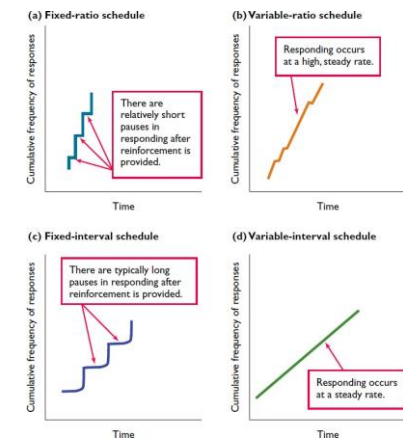 (a) Fixed-ratio schedule
Cumulative frequency of responses
There are
relatively short
pauses in
responding after
reinforcement is
provided.
Time
(b) Variable-ratio schedule
Cumulative frequency of responses
Responding occurs
at a high, steady rate.
Time
(c) Fixed-interval schedule
Cumulative frequency of responses
There are typically long
pauses in responding after
reinforcement is provided.
Time
(d) Variable-interval schedule
Cumulative frequency of responses
Responding occurs
at a steady rate.
Time